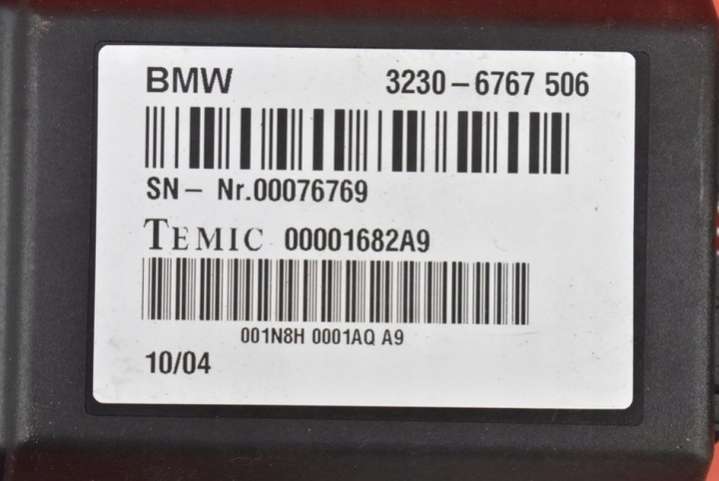 BMW 3230-6767 506
SN- Nr.00076769
TEMIC 00001682A9
001N8H 0001AQ A9
10/04